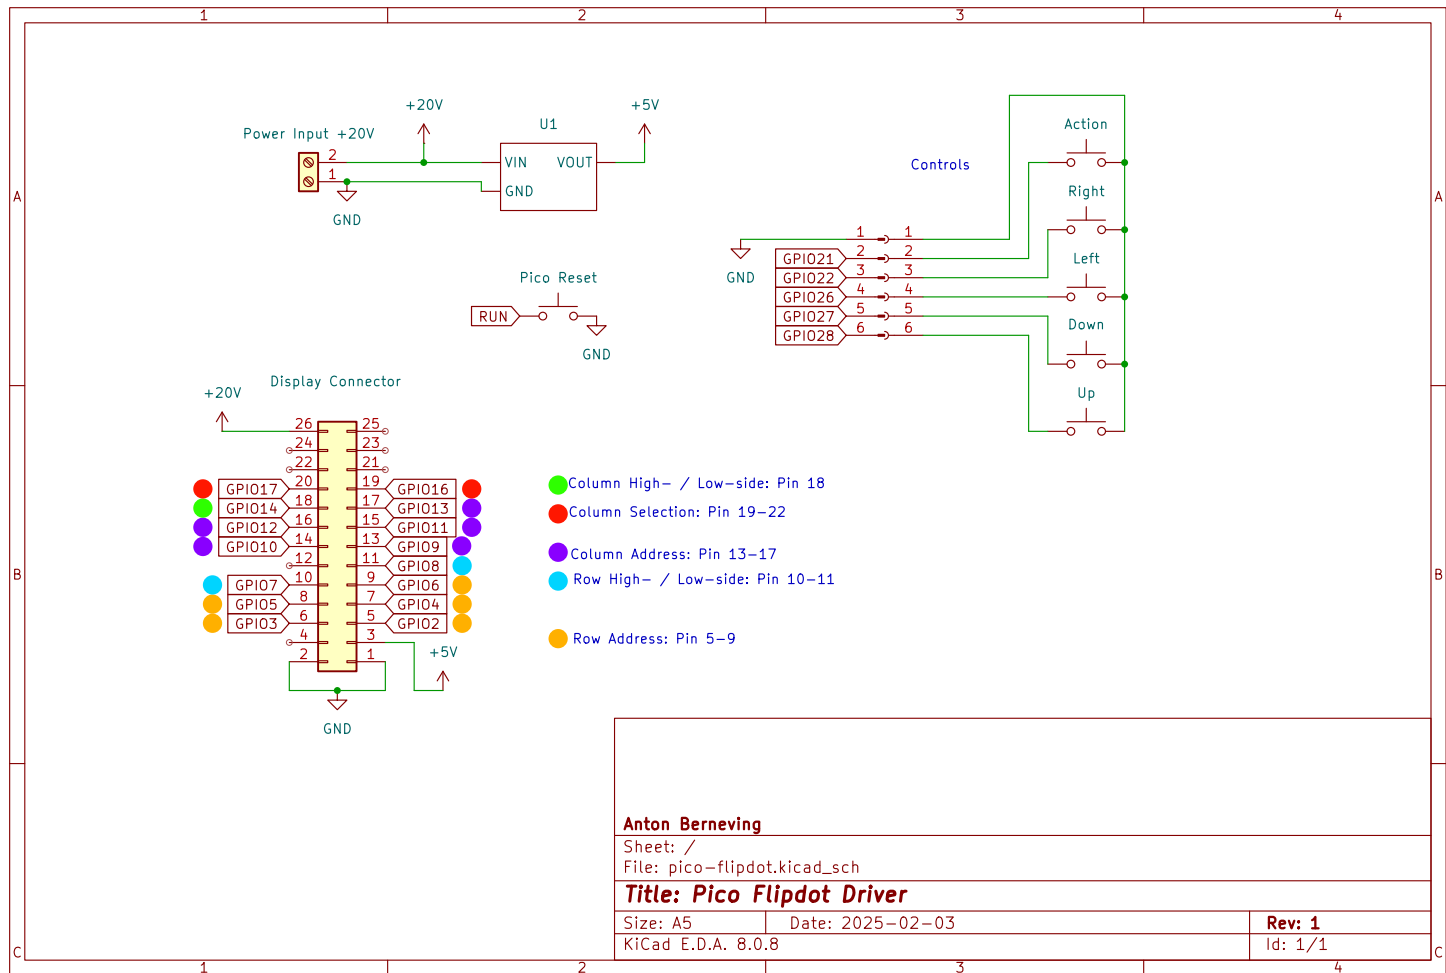 1 2 3 4
+20V
+5V
Power Input +20V
U1
2
1
VIN VOUT
GND
GND
Action
Controls
Right
A A
Left
1 1
GPIO21 2 2
GPIO22 3 3
GPIO26 4 4
GPIO27 5 5
GPIO28 6 6
GND
Down
Up
Pico Reset
RUN
GND
Display Connector
+20V
26 25
24 23
22 21
GPIO17 20 19 GPIO16
GPIO14 18 17 GPIO13
GPIO12 16 15 GPIO11
GPIO10 14 13 GPIO9
12 11 GPIO8
GPIO7 10 9 GPIO6
GPIO5 8 7 GPIO4
GPIO3 6 5 GPIO2
4 3
2 1
+5V
GND
Column High- / Low-side: Pin 18
Column Selection: Pin 19-22
Column Address: Pin 13-17
Row High- / Low-side: Pin 10-11
Row Address: Pin 5-9
B B
Anton Berneving
Sheet: /
File: pico-flipdot.kicad_sch
Title: Pico Flipdot Driver
Size: A5 Date: 2025-02-03 Rev: 1
KiCad E.D.A. 8.0.8 Id: 1/1
C C
1 2 3 4